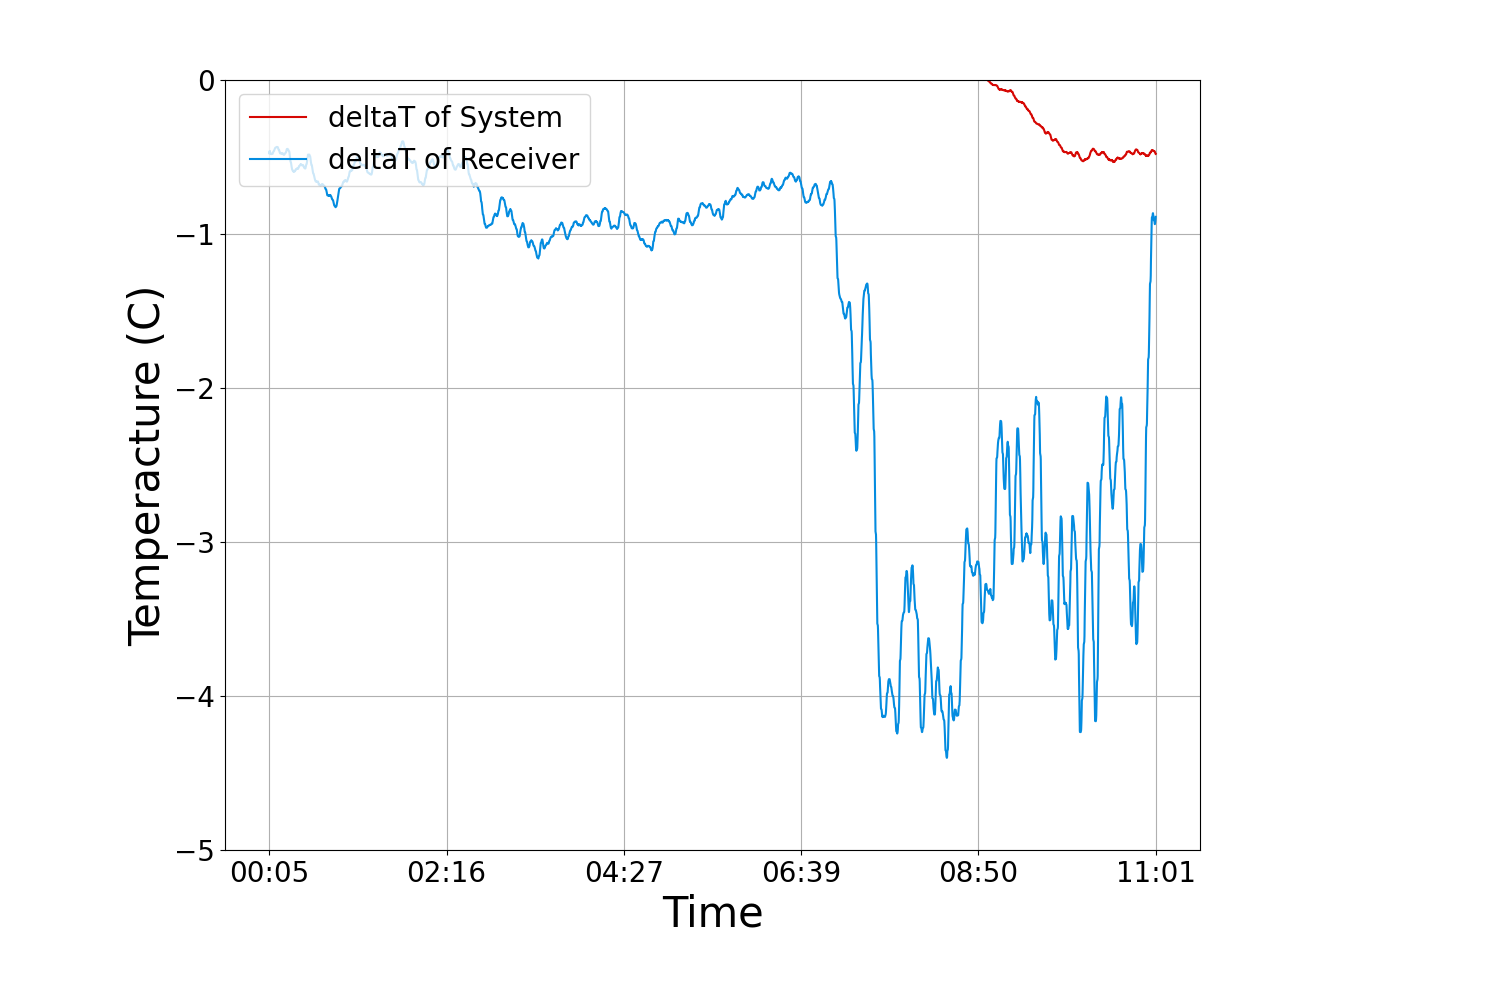 0
−1
−2
−3
−4
−5
Temperacture (C)
deltaT of System
deltaT of Receiver
00:05 02:16 04:27 06:39 08:50 11:01
Time